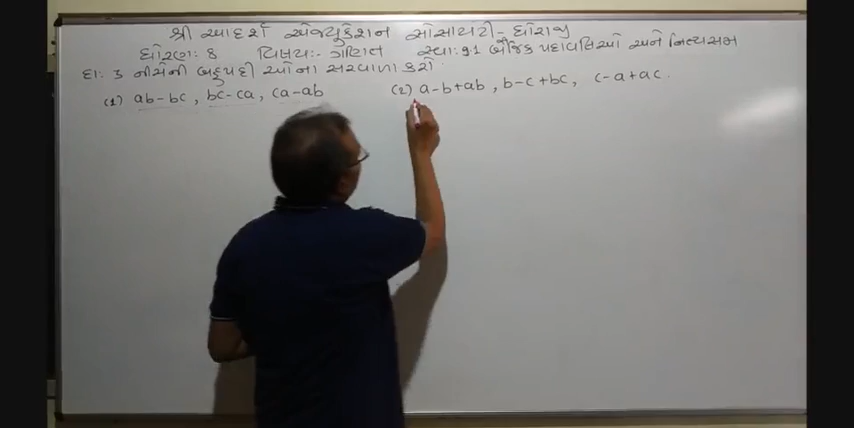 શ્રી આદર્શ એજ્યુકેશન સોસાયટી - ધોરાજી
ધોરણ: 8 વિષય:- ગણિત સ્વા: 9.1 બૈજિક પદાવલિઓ અને નિત્યસમ
દા: 3 નીચેની બહુપદીઓના સરવાળા કરો.
(1) ab - bc, bc - ca, ca - ab (2) a - b + ab, b - c + bc, c - a + ac.